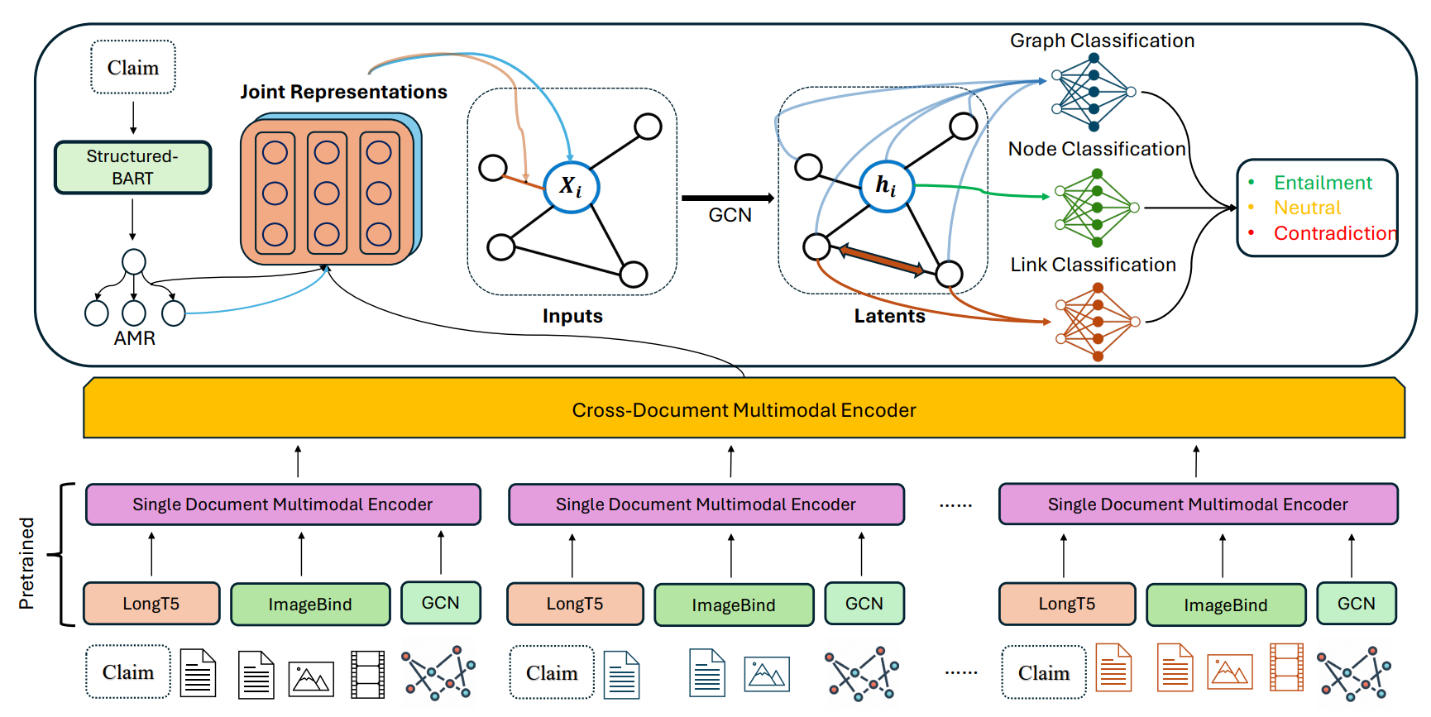 Claim
Structured-
BART
AMR
Joint Representations
Xi
Inputs
GCN
hi
Latents
Graph Classification
Node Classification
Link Classification
• Entailment
• Neutral
• Contradiction
Cross-Document Multimodal Encoder
Pretrained
Single Document Multimodal Encoder
Single Document Multimodal Encoder
......
Single Document Multimodal Encoder
LongT5
ImageBind
GCN
LongT5
ImageBind
GCN
LongT5
ImageBind
GCN
Claim
Claim
......
Claim